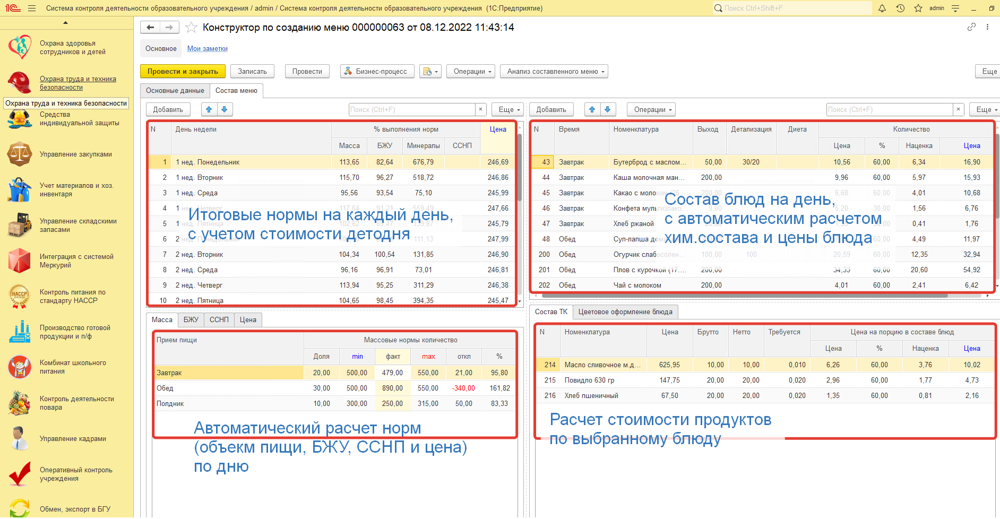 Система контроля деятельности образовательного учреждения / admin / Система контроля деятельности образовательного учреждения (1С:Предприятие)
Поиск Ctrl+Shift+F
admin
Охрана здоровья
сотрудников и детей
Охрана труда и техника
безопасности
Охрана труда и техника безопасности
Средства
индивидуальной защиты
Управление закупками
Учет материалов и хоз.
инвентаря
Управление складскими
запасами
Интеграция с системой
Меркурий
HACCP
Контроль питания по
стандарту HACCP
Производство готовой
продукции и п/ф
Комбинат школьного
питания
Контроль деятельности
повара
Управление кадрами
Оперативный контроль
учреждения
Обмен, экспорт в БГУ
Конструктор по созданию меню 000000063 от 08.12.2022 11:43:14
Основное Мои заметки
Провести и закрыть Записать Провести Бизнес-процесс Операции Анализ составленного меню Еще
Основные данные Состав меню
Добавить Поиск (Ctrl+F) × Еще
N День недели % выполнения норм Цена
Масса БЖУ Минералы ССНП
1 1 нед. Понедельник 113,65 82,64 676,79 246,69
2 1 нед. Вторник 115,70 96,27 518,72 246,86
3 1 нед. Среда 95,56 93,54 75,10 245,99
4 1 нед. Четверг 117,64 91,21 559,49 247,66
5 1 нед. Пятница 102,62 89,47 139,87 245,79
6 2 нед. Понедельник 111,13 247,99
7 2 нед. Вторник 104,34 100,54 131,85 246,90
8 2 нед. Среда 96,16 96,91 73,01 246,81
9 2 нед. Четверг 113,94 95,25 311,29 246,38
10 2 нед. Пятница 104,65 98,45 394,35 245,47
Итоговые нормы на каждый день,
с учетом стоимости детодня
Добавить Операции Поиск (Ctrl+F) × Еще
N Время Номенклатура Выход Детализация Диета Количество
Цена % Наценка Цена
43 Завтрак Бутерброд с маслом... 50,00 30/20 10,56 60,00 6,34 16,90
44 Завтрак Каша молочная ман... 200,00 9,96 60,00 5,97 15,93
45 Завтрак Какао с молоком (26... 200,00 6,68 60,00 4,01 10,68
46 Завтрак Конфета мультизлако... 9,00 5,20 30,00 1,56 6,76
47 Завтрак Хлеб ржаной 0,41 1,76
48 Обед Суп-лапша 60,00 4,49 11,97
200 Обед Огурчик слабосолен... 100,00 100 20,59 60,00 12,35 32,94
201 Обед Плов с курочкой (17.... 200,00 34,33 60,00 20,60 54,92
202 Обед Чай с молоком 200,00 4,01 60,00 2,41 6,42
Состав блюд на день,
с автоматическим расчетом
хим.состава и цены блюда
Масса БЖУ ССНП Цена
Прием пищи Массовые нормы количество
Доля min факт max откл %
Завтрак 20,00 500,00 479,00 550,00 21,00 95,80
Обед 30,00 500,00 890,00 550,00 -340,00 161,82
Полдник 10,00 300,00 250,00 315,00 50,00 83,33
Автоматический расчет норм
(объекм пищи, БЖУ, ССНП и цена)
по дню
Состав ТК Цветовое оформление блюда
N Номенклатура Цена Брутто Нетто Требуется Цена на порцию в составе блюд
Цена % Наценка Цена
214 Масло сливочное м.д... 625,95 10,00 10,00 0,010 6,26 60,00 3,76 10,02
215 Повидло 630 гр 147,75 20,00 20,00 0,020 2,96 60,00 1,77 4,73
216 Хлеб пшеничный 67,50 20,00 20,00 0,020 1,35 60,00 0,81 2,16
Расчет стоимости продуктов
по выбранному блюду